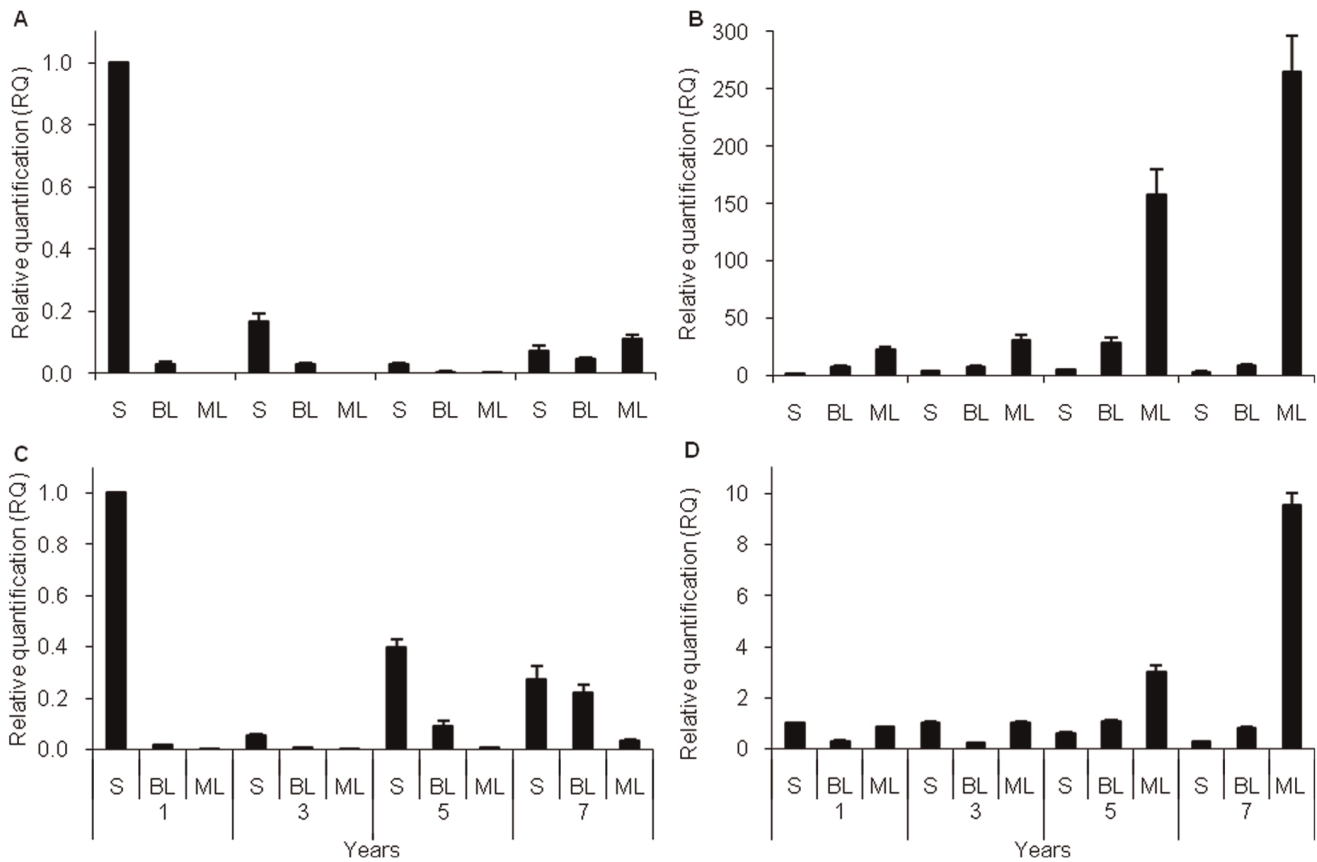 A
Relative quantification (RQ)
1.0
0.8
0.6
0.4
0.2
0.0
S BL ML S BL ML S BL ML S BL ML
B
Relative quantification (RQ)
300
250
200
150
100
50
0
S BL ML S BL ML S BL ML S BL ML
C
Relative quantification (RQ)
1.0
0.8
0.6
0.4
0.2
0.0
S BL ML S BL ML S BL ML S BL ML
1 3 5 7
Years
D
Relative quantification (RQ)
10
8
6
4
2
0
S BL ML S BL ML S BL ML S BL ML
1 3 5 7
Years